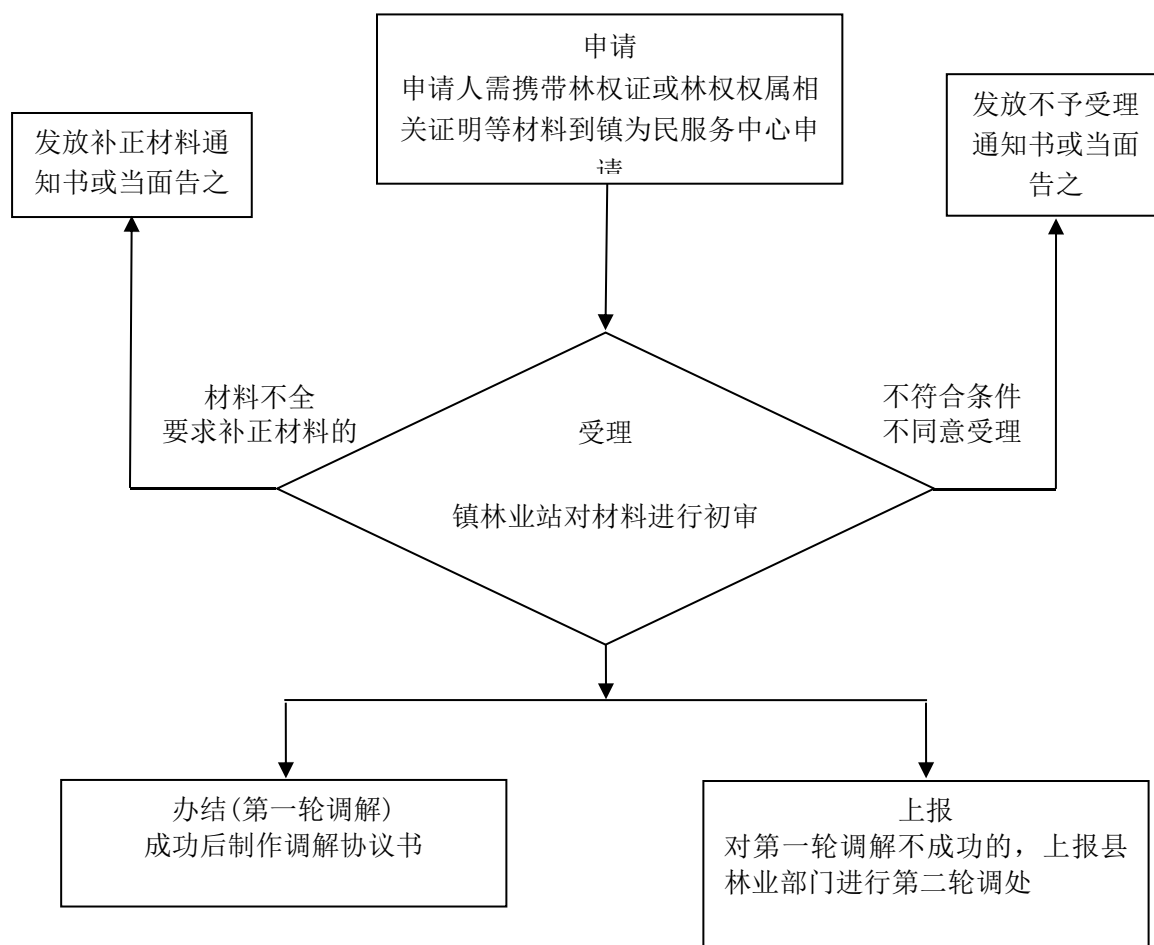 申请
申请人需携带林权证或林权权属相
关证明等材料到镇为民服务中心申
请
发放补正材料通
知书或当面告之
发放不予受理
通知书或当面
告之
材料不全
要求补正材料的
不符合条件
不同意受理
受理
镇林业站对材料进行初审
办结(第一轮调解)
成功后制作调解协议书
上报
对第一轮调解不成功的，上报县
林业部门进行第二轮调处